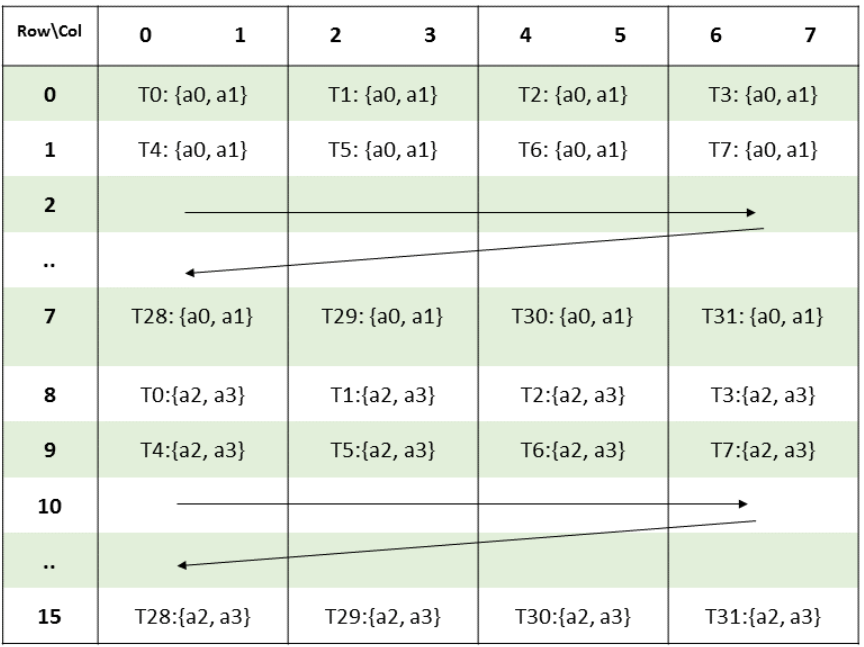 Row\Col 0 1 2 3 4 5 6 7
0 T0: {a0, a1} T1: {a0, a1} T2: {a0, a1} T3: {a0, a1}
1 T4: {a0, a1} T5: {a0, a1} T6: {a0, a1} T7: {a0, a1}
2
..
7 T28: {a0, a1} T29: {a0, a1} T30: {a0, a1} T31: {a0, a1}
8 T0:{a2, a3} T1:{a2, a3} T2:{a2, a3} T3:{a2, a3}
9 T4:{a2, a3} T5:{a2, a3} T6:{a2, a3} T7:{a2, a3}
10
..
15 T28:{a2, a3} T29:{a2, a3} T30:{a2, a3} T31:{a2, a3}